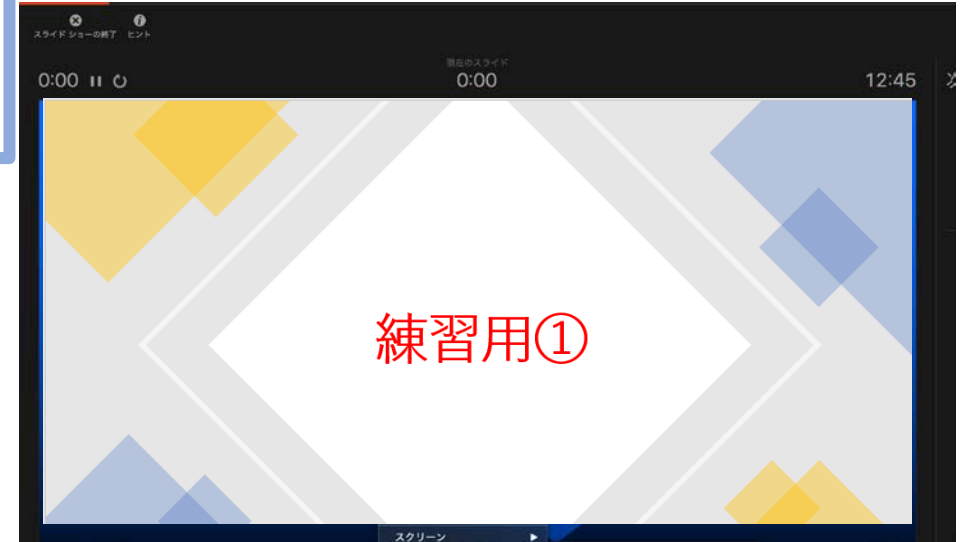 スライド ショーの終了 ヒント
現在のスライド
0:00 0:00 12:45 次
練習用①
スクリーン